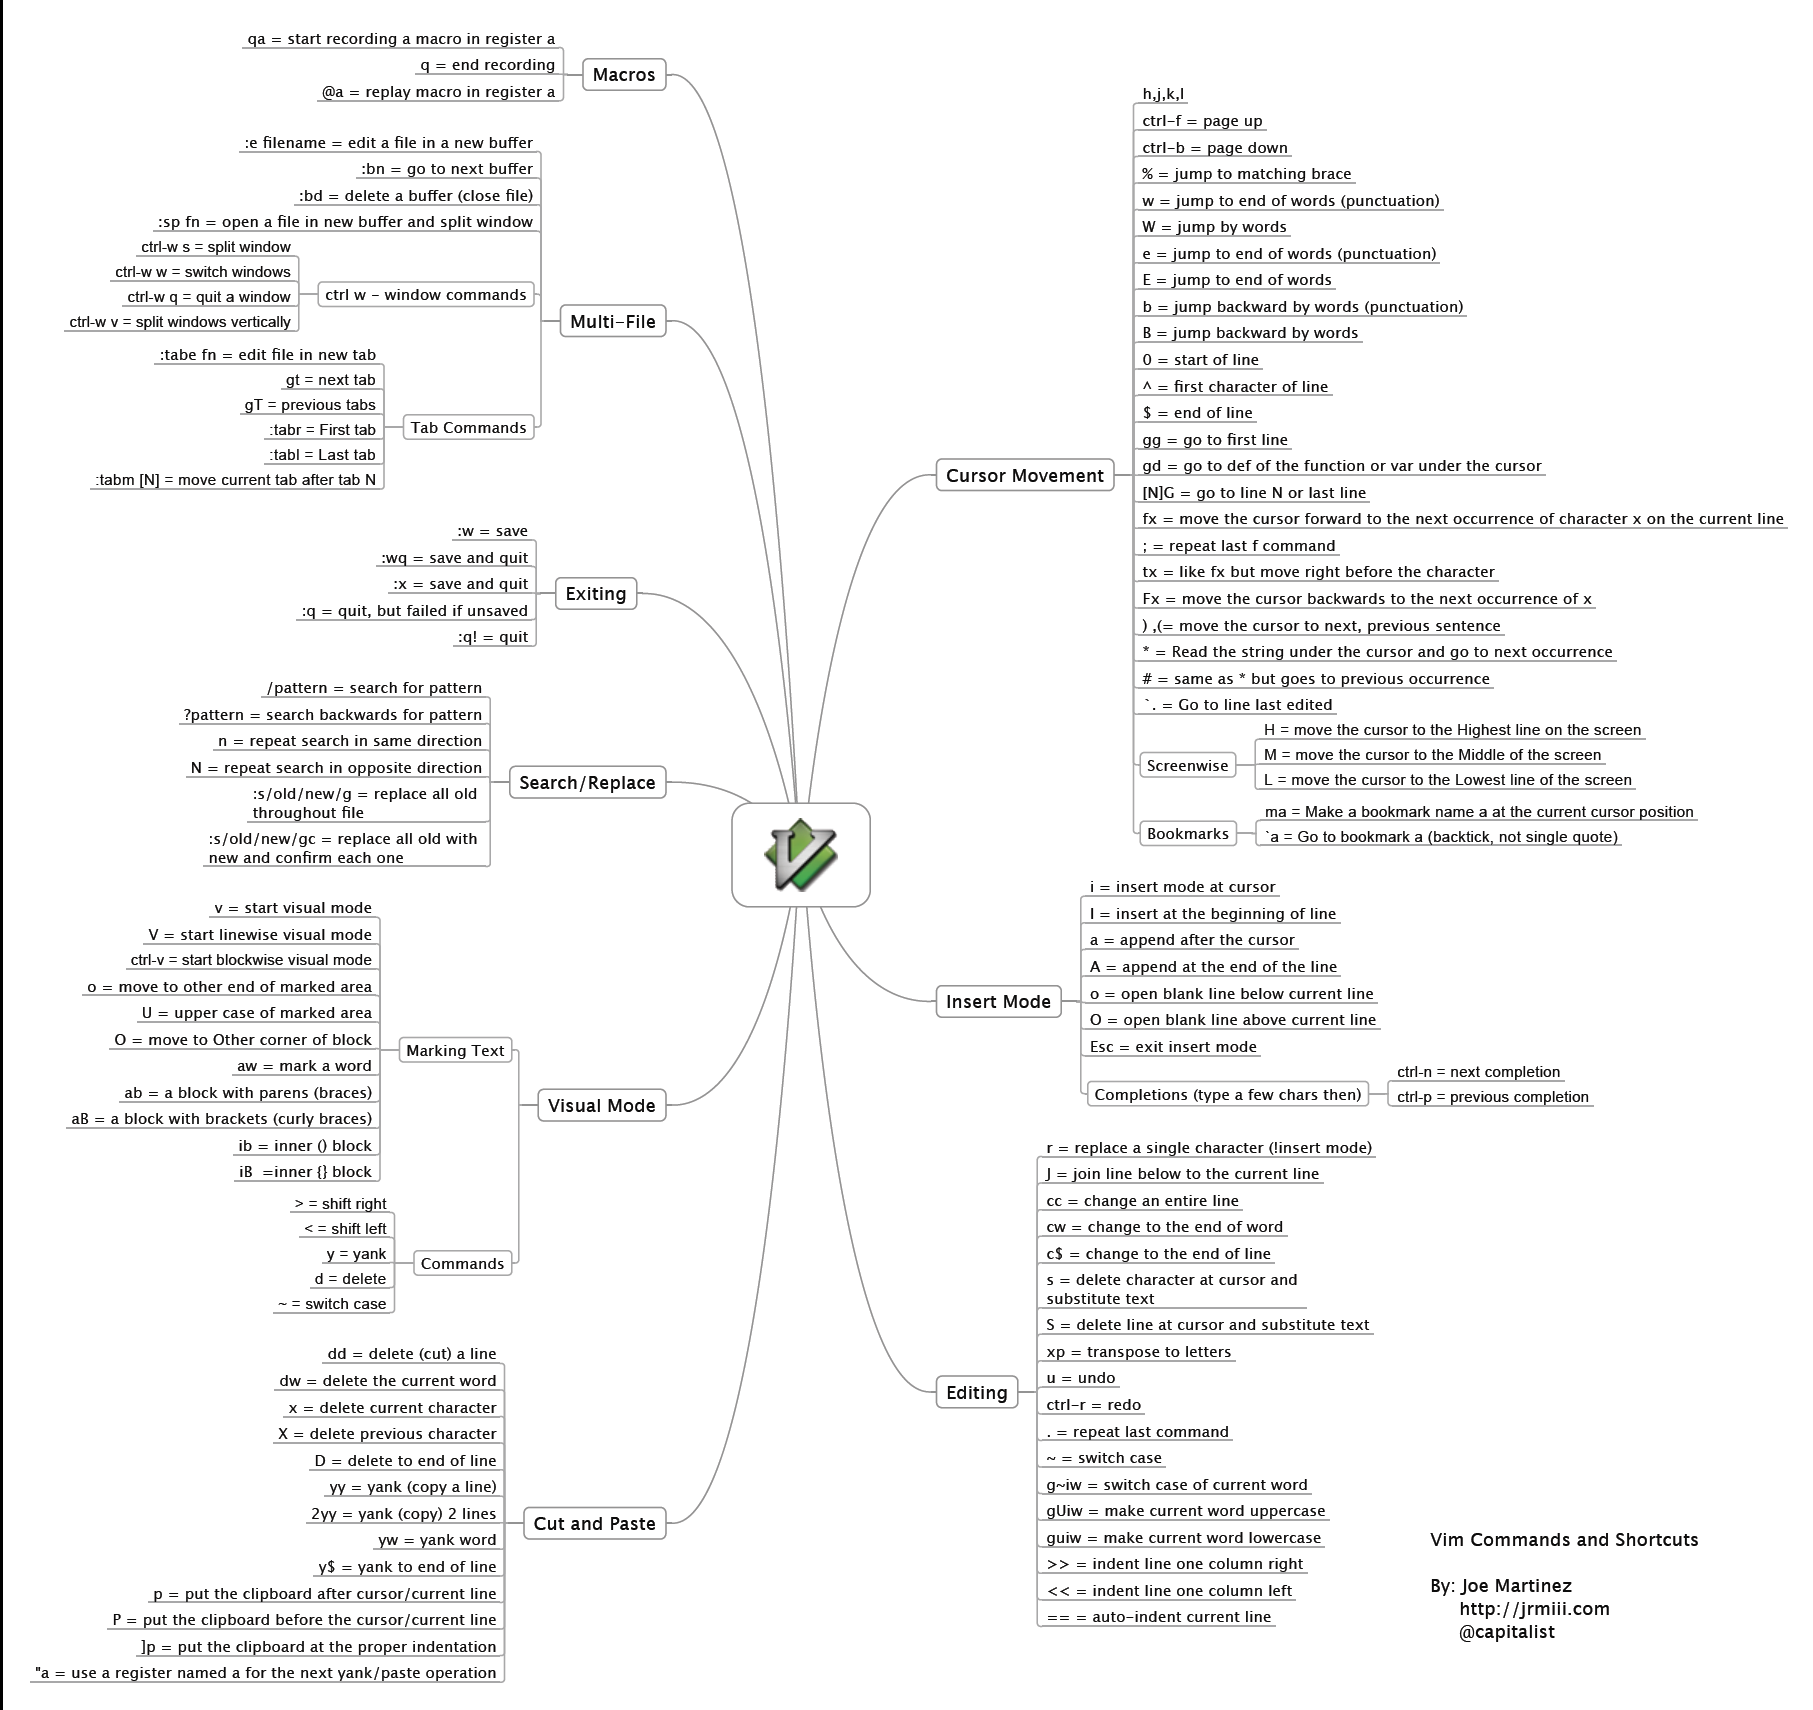 qa = start recording a macro in register a
q = end recording
@a = replay macro in register a
Macros
:e filename = edit a file in a new buffer
:bn = go to next buffer
:bd = delete a buffer (close file)
:sp fn = open a file in new buffer and split window
ctrl-w s = split window
ctrl-w w = switch windows
ctrl-w q = quit a window
ctrl-w v = split windows vertically
ctrl w - window commands
:tabe fn = edit file in new tab
gt = next tab
gT = previous tabs
:tabr = First tab
:tabl = Last tab
:tabm [N] = move current tab after tab N
Tab Commands
Multi-File
:w = save
:wq = save and quit
:x = save and quit
:q = quit, but failed if unsaved
:q! = quit
Exiting
/pattern = search for pattern
?pattern = search backwards for pattern
n = repeat search in same direction
N = repeat search in opposite direction
:s/old/new/g = replace all old
throughout file
:s/old/new/gc = replace all old with
new and confirm each one
Search/Replace
v = start visual mode
V = start linewise visual mode
ctrl-v = start blockwise visual mode
o = move to other end of marked area
U = upper case of marked area
O = move to Other corner of block
aw = mark a word
ab = a block with parens (braces)
aB = a block with brackets (curly braces)
ib = inner () block
iB  =inner {} block
Marking Text
> = shift right
< = shift left
y = yank
d = delete
~ = switch case
Commands
Visual Mode
dd = delete (cut) a line
dw = delete the current word
x = delete current character
X = delete previous character
D = delete to end of line
yy = yank (copy a line)
2yy = yank (copy) 2 lines
yw = yank word
y$ = yank to end of line
p = put the clipboard after cursor/current line
P = put the clipboard before the cursor/current line
]p = put the clipboard at the proper indentation
"a = use a register named a for the next yank/paste operation
Cut and Paste
Cursor Movement
h,j,k,l
ctrl-f = page up
ctrl-b = page down
% = jump to matching brace
w = jump to end of words (punctuation)
W = jump by words
e = jump to end of words (punctuation)
E = jump to end of words
b = jump backward by words (punctuation)
B = jump backward by words
0 = start of line
^ = first character of line
$ = end of line
gg = go to first line
gd = go to def of the function or var under the cursor
[N]G = go to line N or last line
fx = move the cursor forward to the next occurrence of character x on the current line
; = repeat last f command
tx = like fx but move right before the character
Fx = move the cursor backwards to the next occurrence of x
) ,(= move the cursor to next, previous sentence
* = Read the string under the cursor and go to next occurrence
# = same as * but goes to previous occurrence
`. = Go to line last edited
Screenwise
H = move the cursor to the Highest line on the screen
M = move the cursor to the Middle of the screen
L = move the cursor to the Lowest line of the screen
Bookmarks
ma = Make a bookmark name a at the current cursor position
`a = Go to bookmark a (backtick, not single quote)
Insert Mode
i = insert mode at cursor
I = insert at the beginning of line
a = append after the cursor
A = append at the end of the line
o = open blank line below current line
O = open blank line above current line
Esc = exit insert mode
Completions (type a few chars then)
ctrl-n = next completion
ctrl-p = previous completion
Editing
r = replace a single character (!insert mode)
J = join line below to the current line
cc = change an entire line
cw = change to the end of word
c$ = change to the end of line
s = delete character at cursor and
substitute text
S = delete line at cursor and substitute text
xp = transpose to letters
u = undo
ctrl-r = redo
. = repeat last command
~ = switch case
g~iw = switch case of current word
gUiw = make current word uppercase
guiw = make current word lowercase
>> = indent line one column right
<< = indent line one column left
== = auto-indent current line
Vim Commands and Shortcuts
By: Joe Martinez
http://jrmiii.com
@capitalist